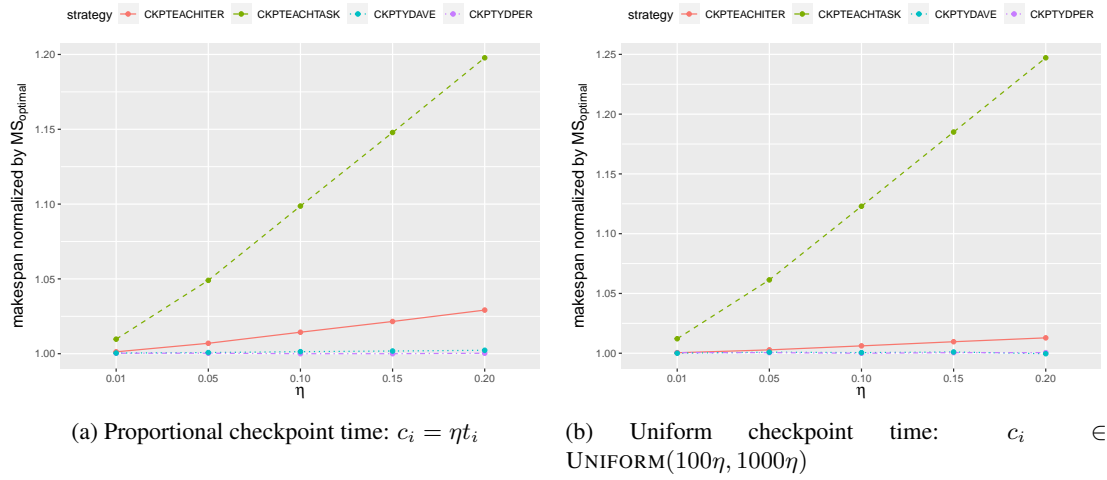 strategy CKPTEACHITER CKPTEACHTASK CKPTYDAVE CKPTYDPER
makespan normalized by MSoptimal
1.20
1.15
1.10
1.05
1.00
0.01 0.05 0.10 0.15 0.20
η
(a) Proportional checkpoint time: c_i = ηt_i
strategy CKPTEACHITER CKPTEACHTASK CKPTYDAVE CKPTYDPER
makespan normalized by MSoptimal
1.25
1.20
1.15
1.10
1.05
1.00
0.01 0.05 0.10 0.15 0.20
η
(b) Uniform checkpoint time: c_i ∈
UNIFORM(100η, 1000η)